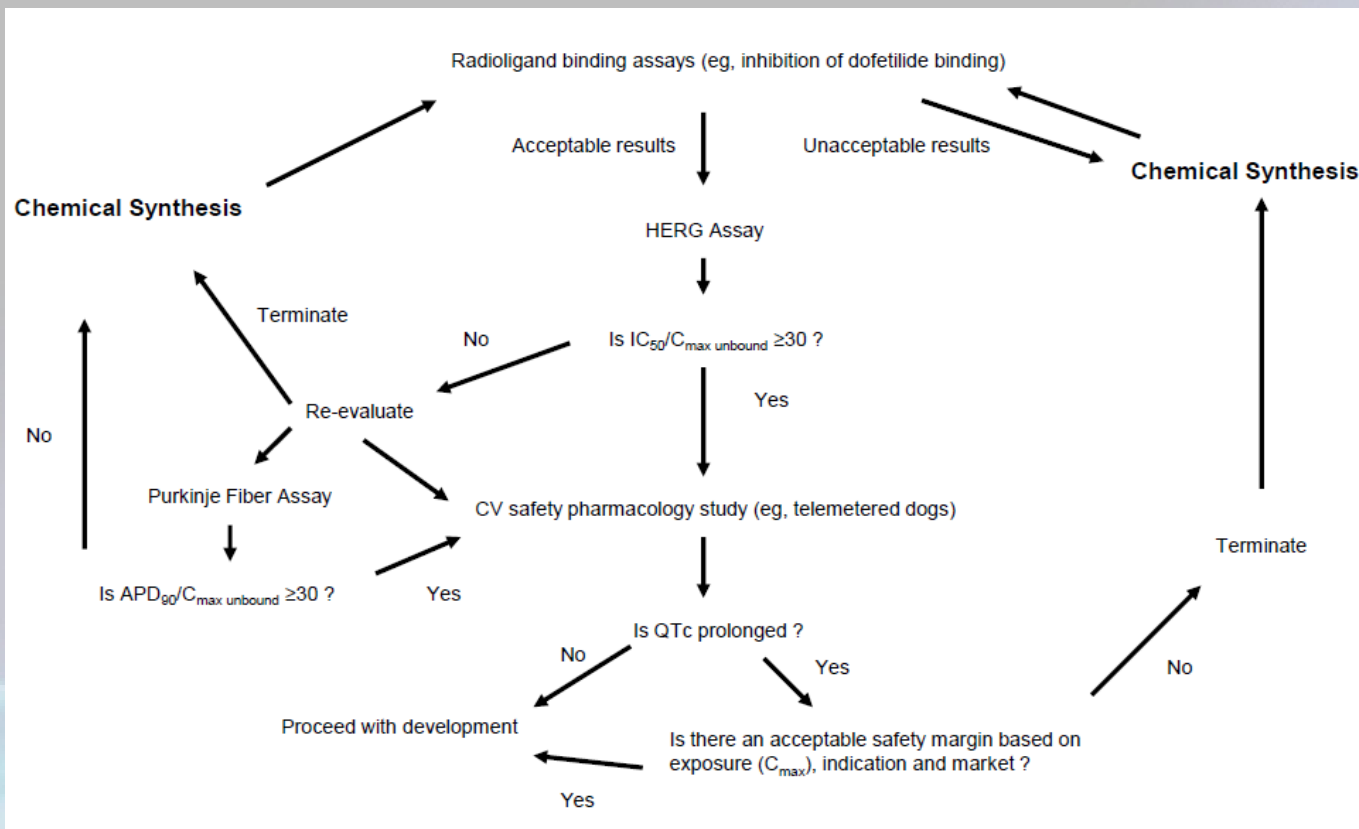 Radioligand binding assays (eg, inhibition of dofetilide binding)
Acceptable results
Unacceptable results
Chemical Synthesis
Chemical Synthesis
HERG Assay
Terminate
No
Is IC50/Cmax unbound ≥30 ?
Yes
Re-evaluate
No
Purkinje Fiber Assay
CV safety pharmacology study (eg, telemetered dogs)
Terminate
Is APD90/Cmax unbound ≥30 ?
Yes
Is QTc prolonged ?
No
Yes
No
Proceed with development
Is there an acceptable safety margin based on
exposure (Cmax), indication and market ?
Yes